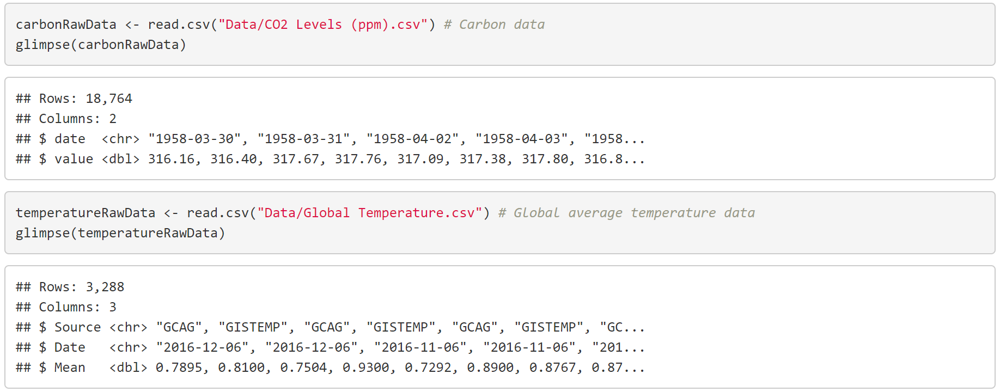 carbonRawData <- read.csv("Data/CO2 Levels (ppm).csv") # Carbon data
glimpse(carbonRawData)
## Rows: 18,764
## Columns: 2
## $ date  <chr> "1958-03-30", "1958-03-31", "1958-04-02", "1958-04-03", "1958...
## $ value <dbl> 316.16, 316.40, 317.67, 317.76, 317.09, 317.38, 317.80, 316.8...
temperatureRawData <- read.csv("Data/Global Temperature.csv") # Global average temperature data
glimpse(temperatureRawData)
## Rows: 3,288
## Columns: 3
## $ Source <chr> "GCAG", "GISTEMP", "GCAG", "GISTEMP", "GCAG", "GISTEMP", "GC...
## $ Date   <chr> "2016-12-06", "2016-12-06", "2016-11-06", "2016-11-06", "201...
## $ Mean   <dbl> 0.7895, 0.8100, 0.7504, 0.9300, 0.7292, 0.8900, 0.8767, 0.87...